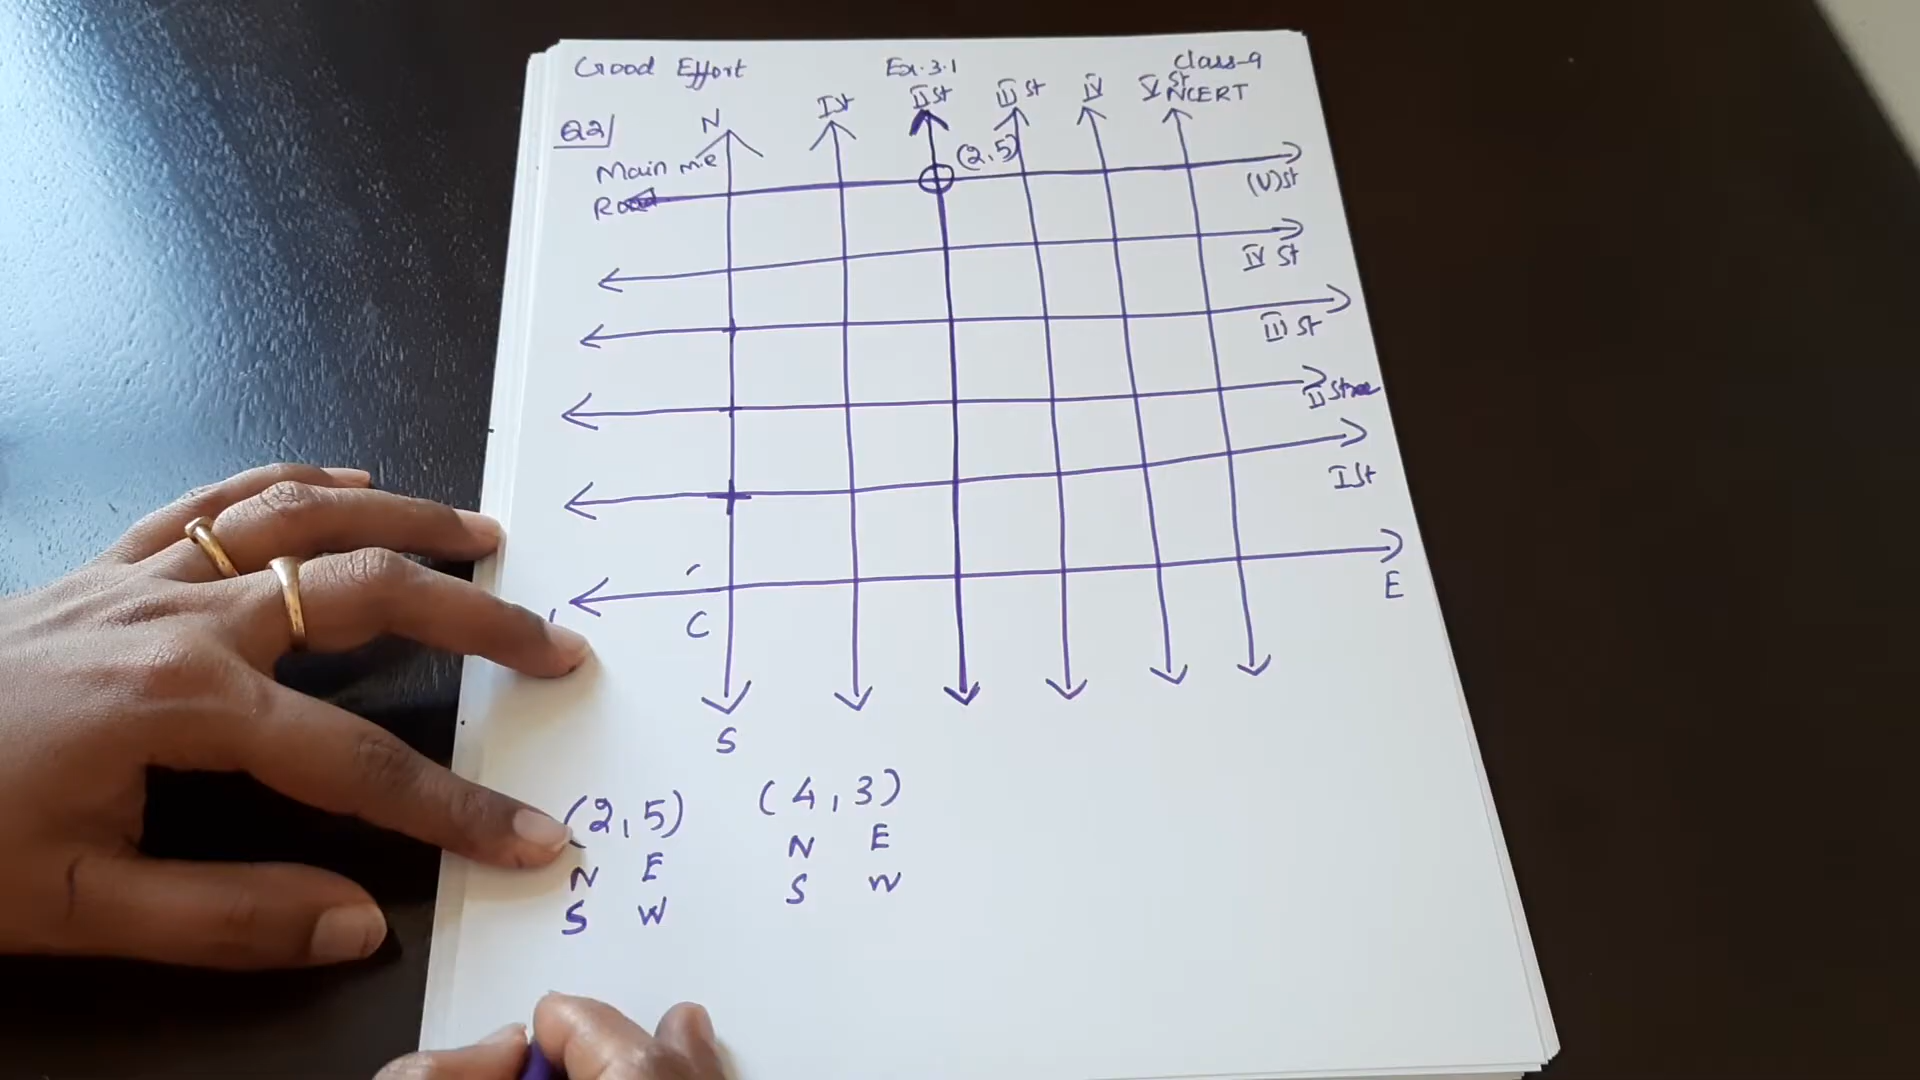 Good Effort Ex. 3.1 Class-9
NCERT
Q2/ N I st II st III st IV V st
Main
Road
(2,5)
(V) st
IV st
III st
II
I st
E
C
S
(2,5) (4,3)
N E N E
S W S W